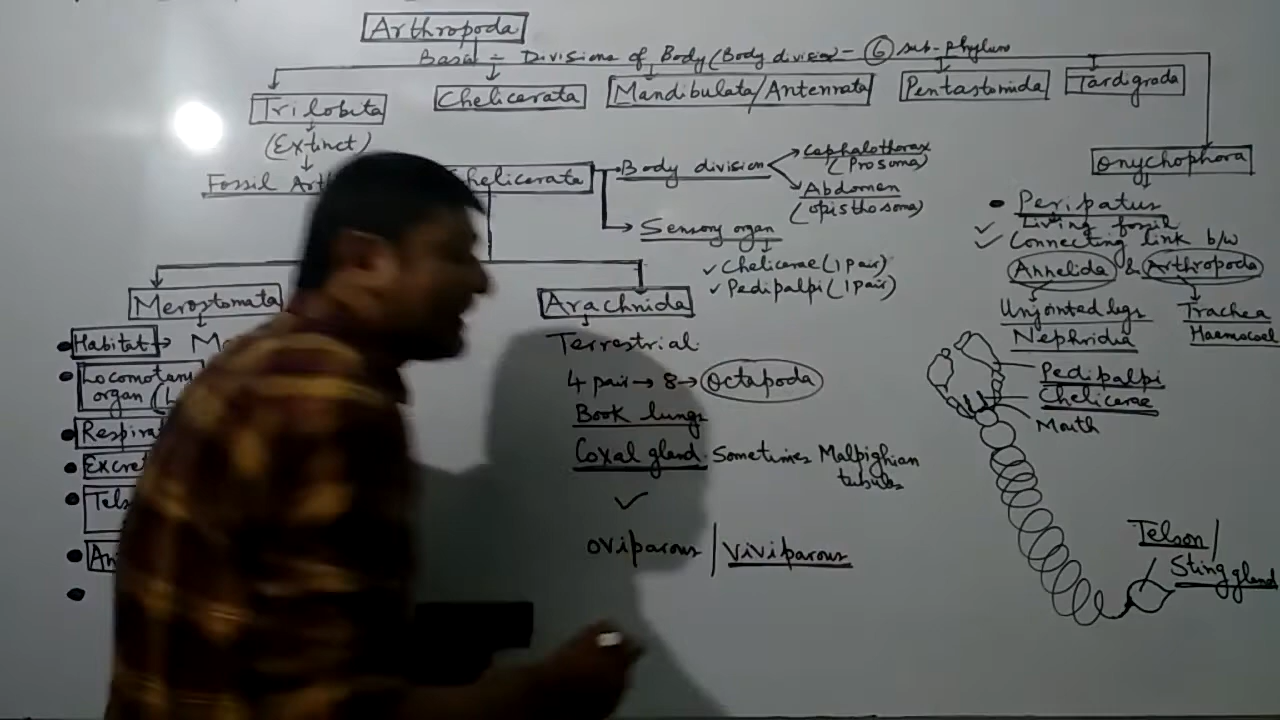 Arthropoda
Basal :- Divisions of Body (Body division - 6 sub-phylum
Trilobita
Chelicerata
Mandibulata/Antennata
Pentastomida
Tardigrada
(Extinct)
Fossil Arth
Onychophora
Peripatus
✓ Living fossil
✓ Connecting link b/w
Annelida & Arthropoda
Unjointed legs
Nephridia
Trachea
Haemocoel
Chelicerata
Body division
Cephalothorax
(Prosoma)
Abdomen
(Opisthosoma)
Sensory organ
✓ Chelicerae (1 pair)
✓ Pedipalpi (1 pair)
Merostomata
Habitat → M
Locomotary
organ (L
Respira
Excre
Tels
An
Arachnida
Terrestrial
4 pair → 8 → Octapoda
Book lungs
Coxal gland. Sometimes Malpighian
tubules
✓
Oviparous / Viviparous
Pedipalpi
Chelicerae
Mouth
Telson/
Sting gland